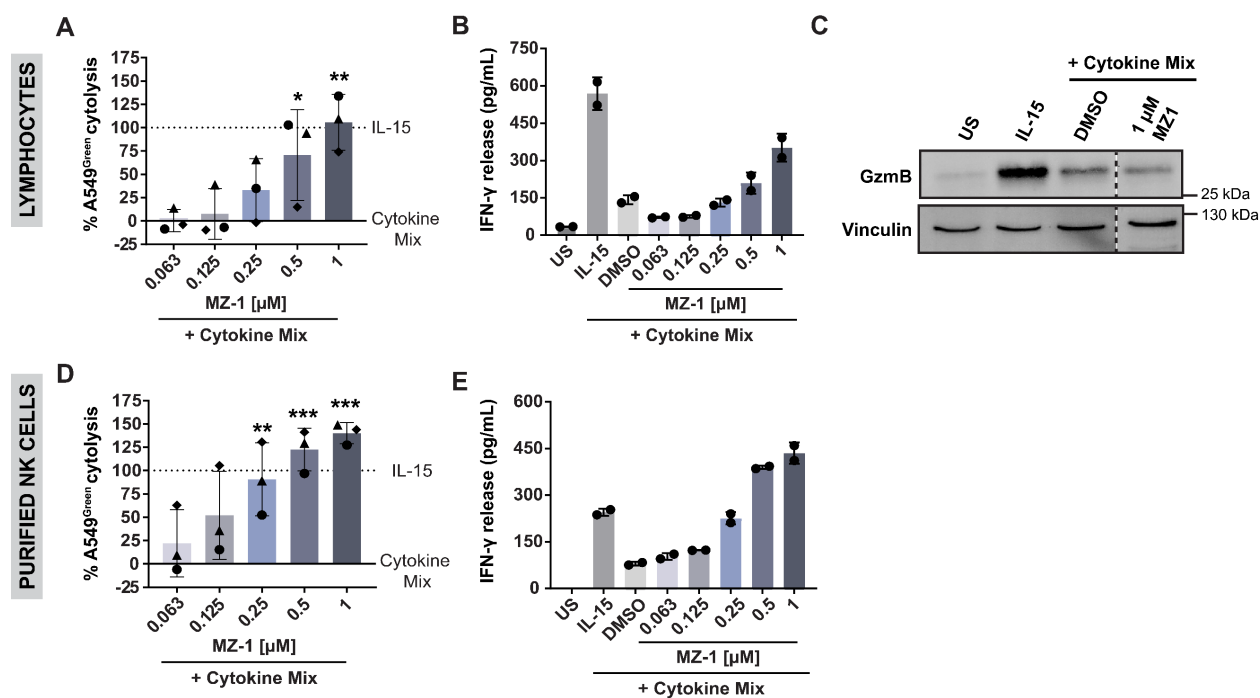 LYMPHOCYTES
A
% A549Green cytolysis
175
150
125
100
75
50
25
0
-25
* **
IL-15
Cytokine
Mix
0.063 0.125 0.25 0.5 1
MZ-1 [µM]
+ Cytokine Mix
B
IFN-γ release (pg/mL)
750
600
450
300
150
0
US IL-15 DMSO 0.063 0.125 0.25 0.5 1
MZ-1 [µM]
+ Cytokine Mix
C
+ Cytokine Mix
US IL-15 DMSO 1 µM
MZ1
GzmB
25 kDa
130 kDa
Vinculin
PURIFIED NK CELLS
D
% A549Green cytolysis
175
150
125
100
75
50
25
0
-25
** *** ***
IL-15
Cytokine
Mix
0.063 0.125 0.25 0.5 1
MZ-1 [µM]
+ Cytokine Mix
E
IFN-γ release (pg/mL)
600
450
300
150
0
US IL-15 DMSO 0.063 0.125 0.25 0.5 1
MZ-1 [µM]
+ Cytokine Mix